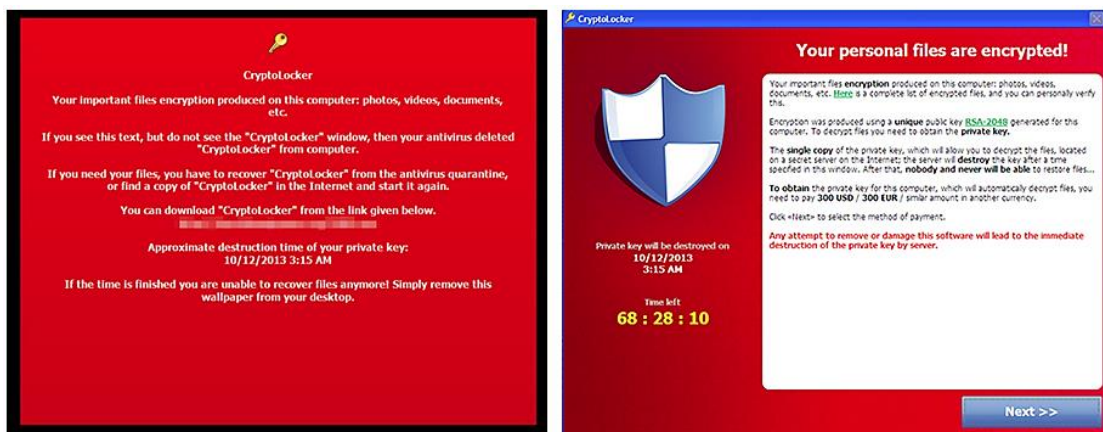 CryptoLocker
Your important files encryption produced on this computer: photos, videos, documents,
etc.
If you see this text, but do not see the "CryptoLocker" window, then your antivirus deleted
"CryptoLocker" from computer.
If you need your files, you have to recover "CryptoLocker" from the antivirus quarantine,
or find a copy of "CryptoLocker" in the Internet and start it again.
You can download "CryptoLocker" from the link given below.
Approximate destruction time of your private key:
10/12/2013 3:15 AM
If the time is finished you are unable to recover files anymore! Simply remove this
wallpaper from your desktop.
CryptoLocker
Private key will be destroyed on
10/12/2013
3:15 AM
Time left
68 : 28 : 10
Your personal files are encrypted!
Your important files encryption produced on this computer: photos, videos,
documents, etc. Here is a complete list of encrypted files, and you can personally verify
this.
Encryption was produced using a unique public key RSA-2048 generated for this
computer. To decrypt files you need to obtain the private key.
The single copy of the private key, which will allow you to decrypt the files, located
on a secret server on the Internet; the server will destroy the key after a time
specified in this window. After that, nobody and never will be able to restore files...
To obtain the private key for this computer, which will automatically decrypt files, you
need to pay 300 USD / 300 EUR / similar amount in another currency.
Click «Next» to select the method of payment.
Any attempt to remove or damage this software will lead to the immediate
destruction of the private key by server.
Next >>